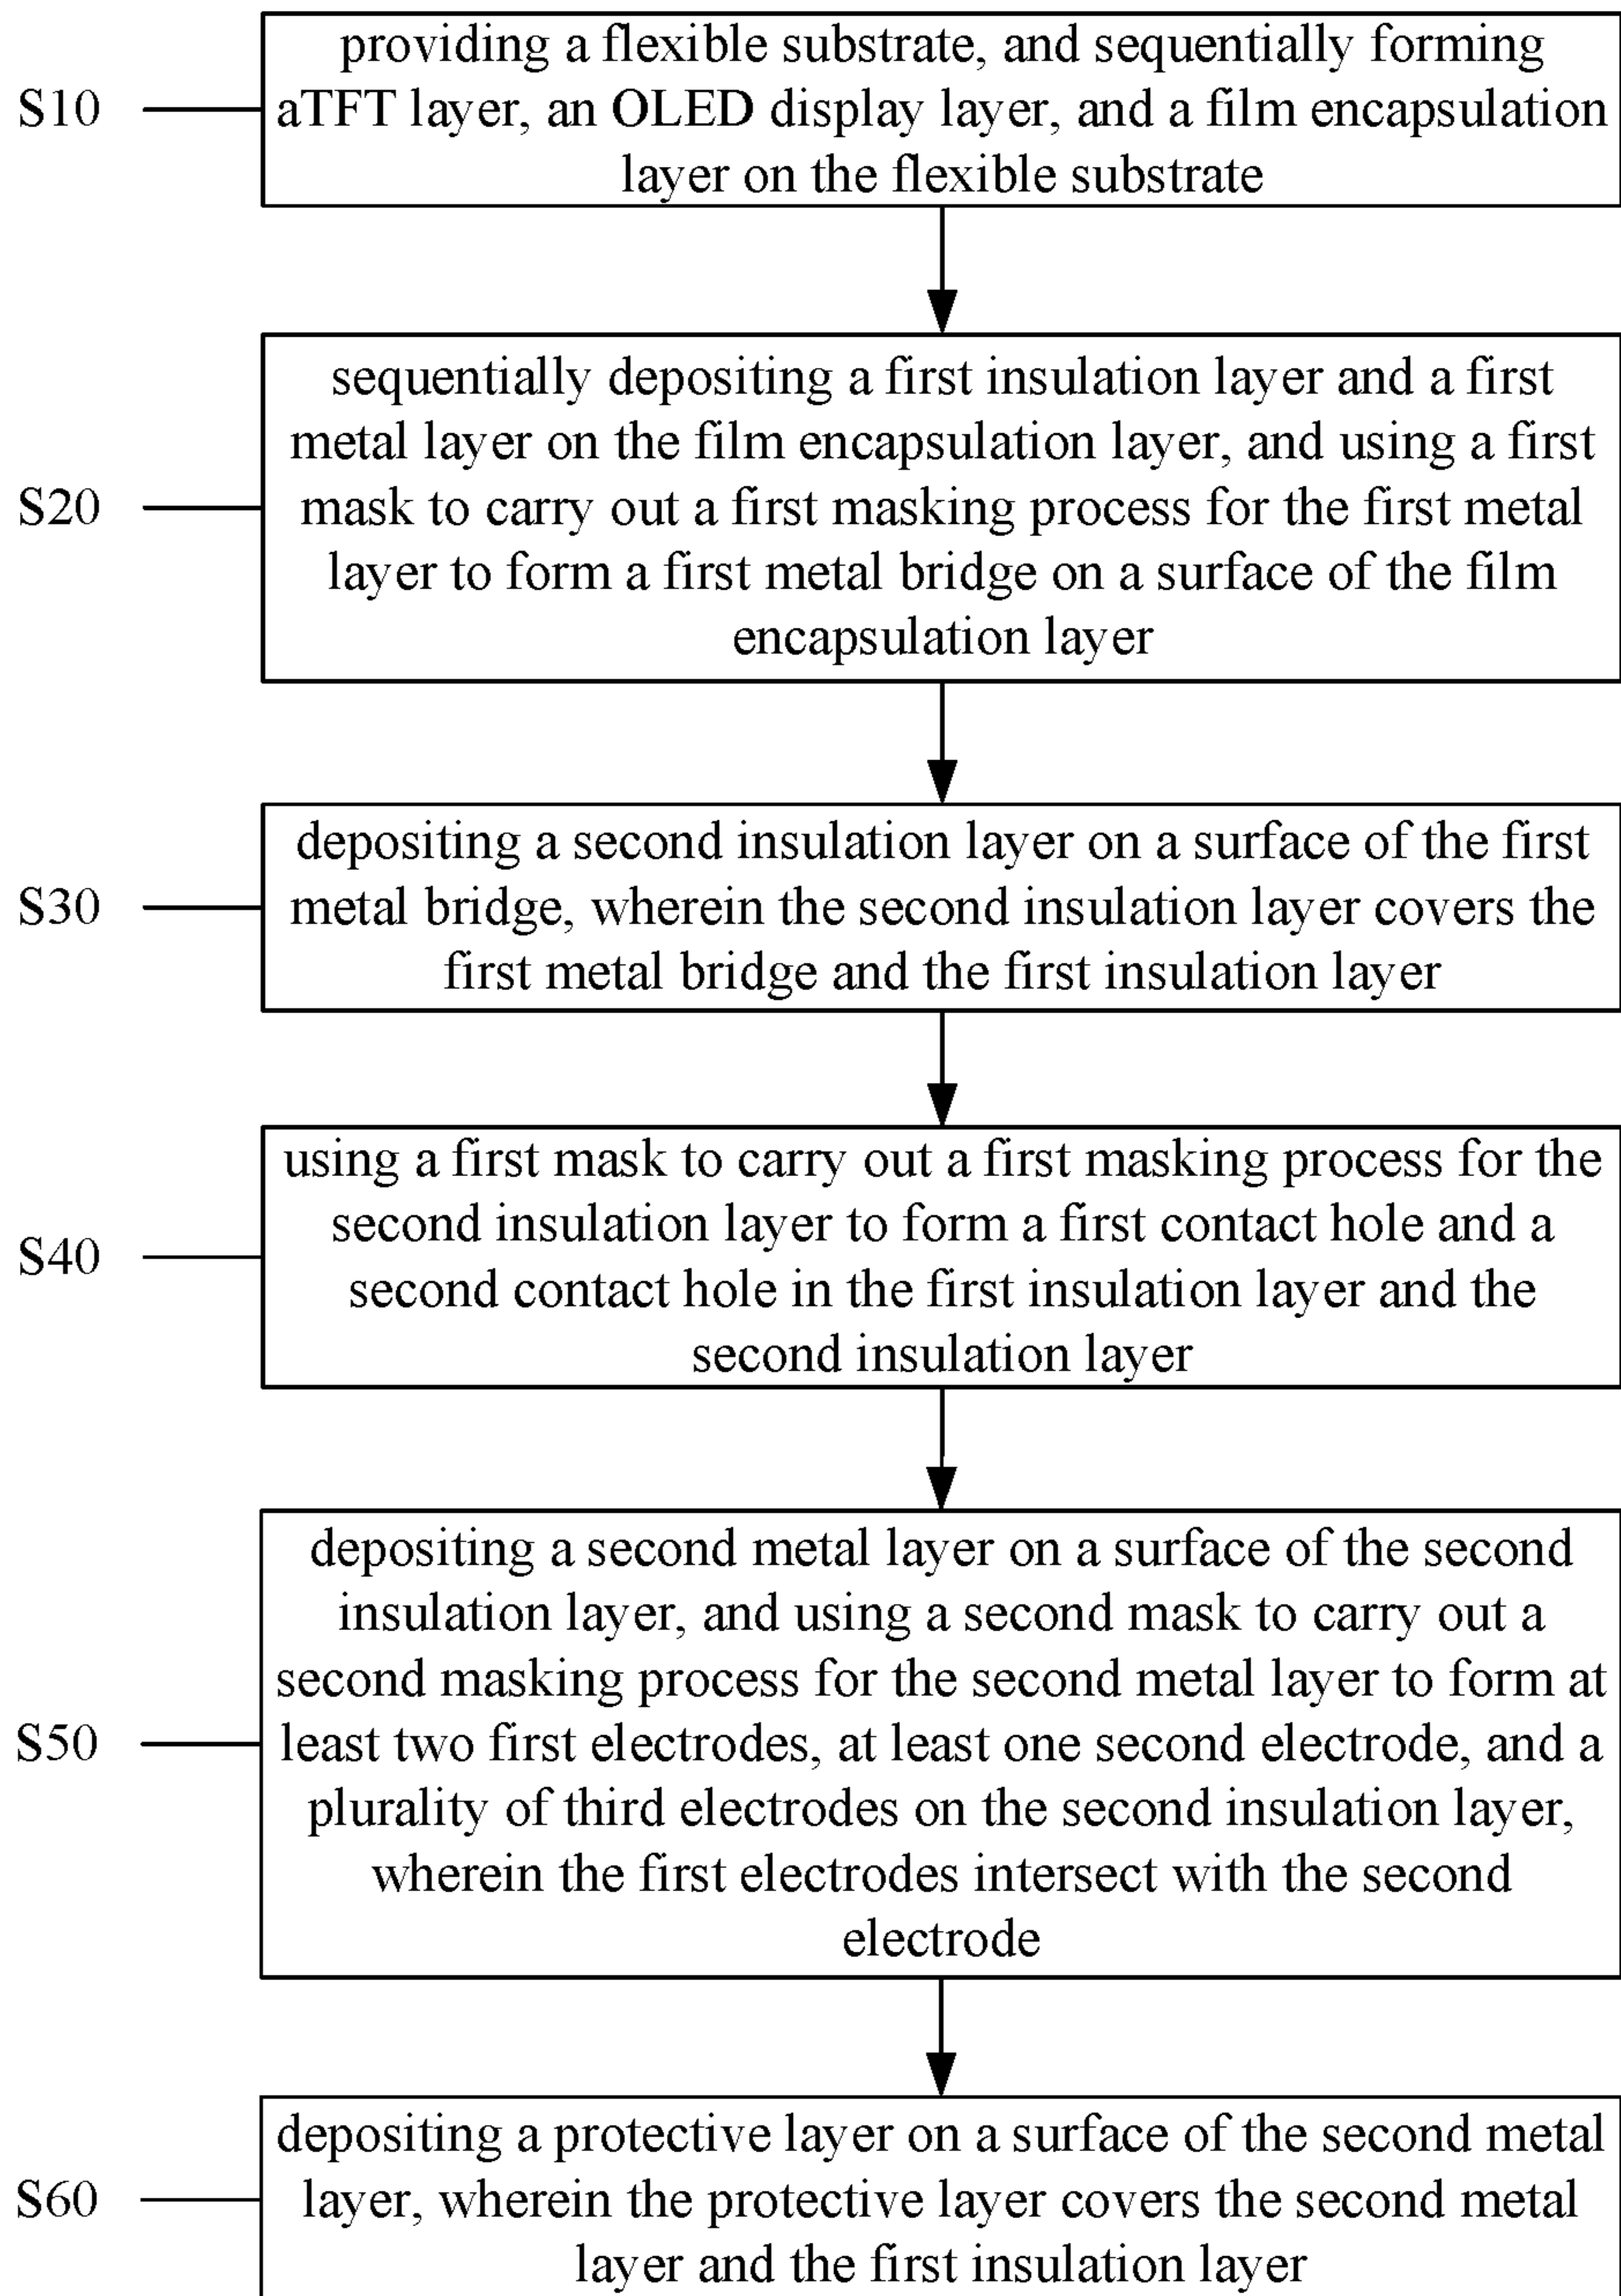 S10
providing a flexible substrate, and sequentially forming
aTFT layer, an OLED display layer, and a film encapsulation
layer on the flexible substrate
S20
sequentially depositing a first insulation layer and a first
metal layer on the film encapsulation layer, and using a first
mask to carry out a first masking process for the first metal
layer to form a first metal bridge on a surface of the film
encapsulation layer
S30
depositing a second insulation layer on a surface of the first
metal bridge, wherein the second insulation layer covers the
first metal bridge and the first insulation layer
S40
using a first mask to carry out a first masking process for the
second insulation layer to form a first contact hole and a
second contact hole in the first insulation layer and the
second insulation layer
S50
depositing a second metal layer on a surface of the second
insulation layer, and using a second mask to carry out a
second masking process for the second metal layer to form at
least two first electrodes, at least one second electrode, and a
plurality of third electrodes on the second insulation layer,
wherein the first electrodes intersect with the second
electrode
S60
depositing a protective layer on a surface of the second metal
layer, wherein the protective layer covers the second metal
layer and the first insulation layer